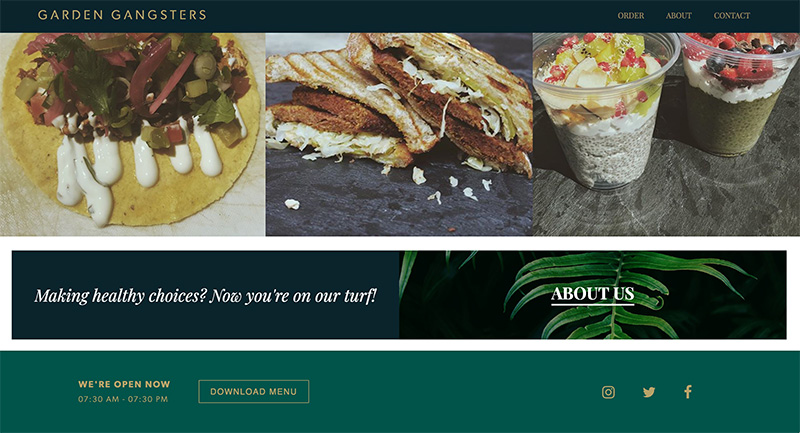 GARDEN GANGSTERS
ORDER ABOUT CONTACT
Making healthy choices? Now you're on our turf!
ABOUT US
WE'RE OPEN NOW
07:30 AM - 07:30 PM
DOWNLOAD MENU